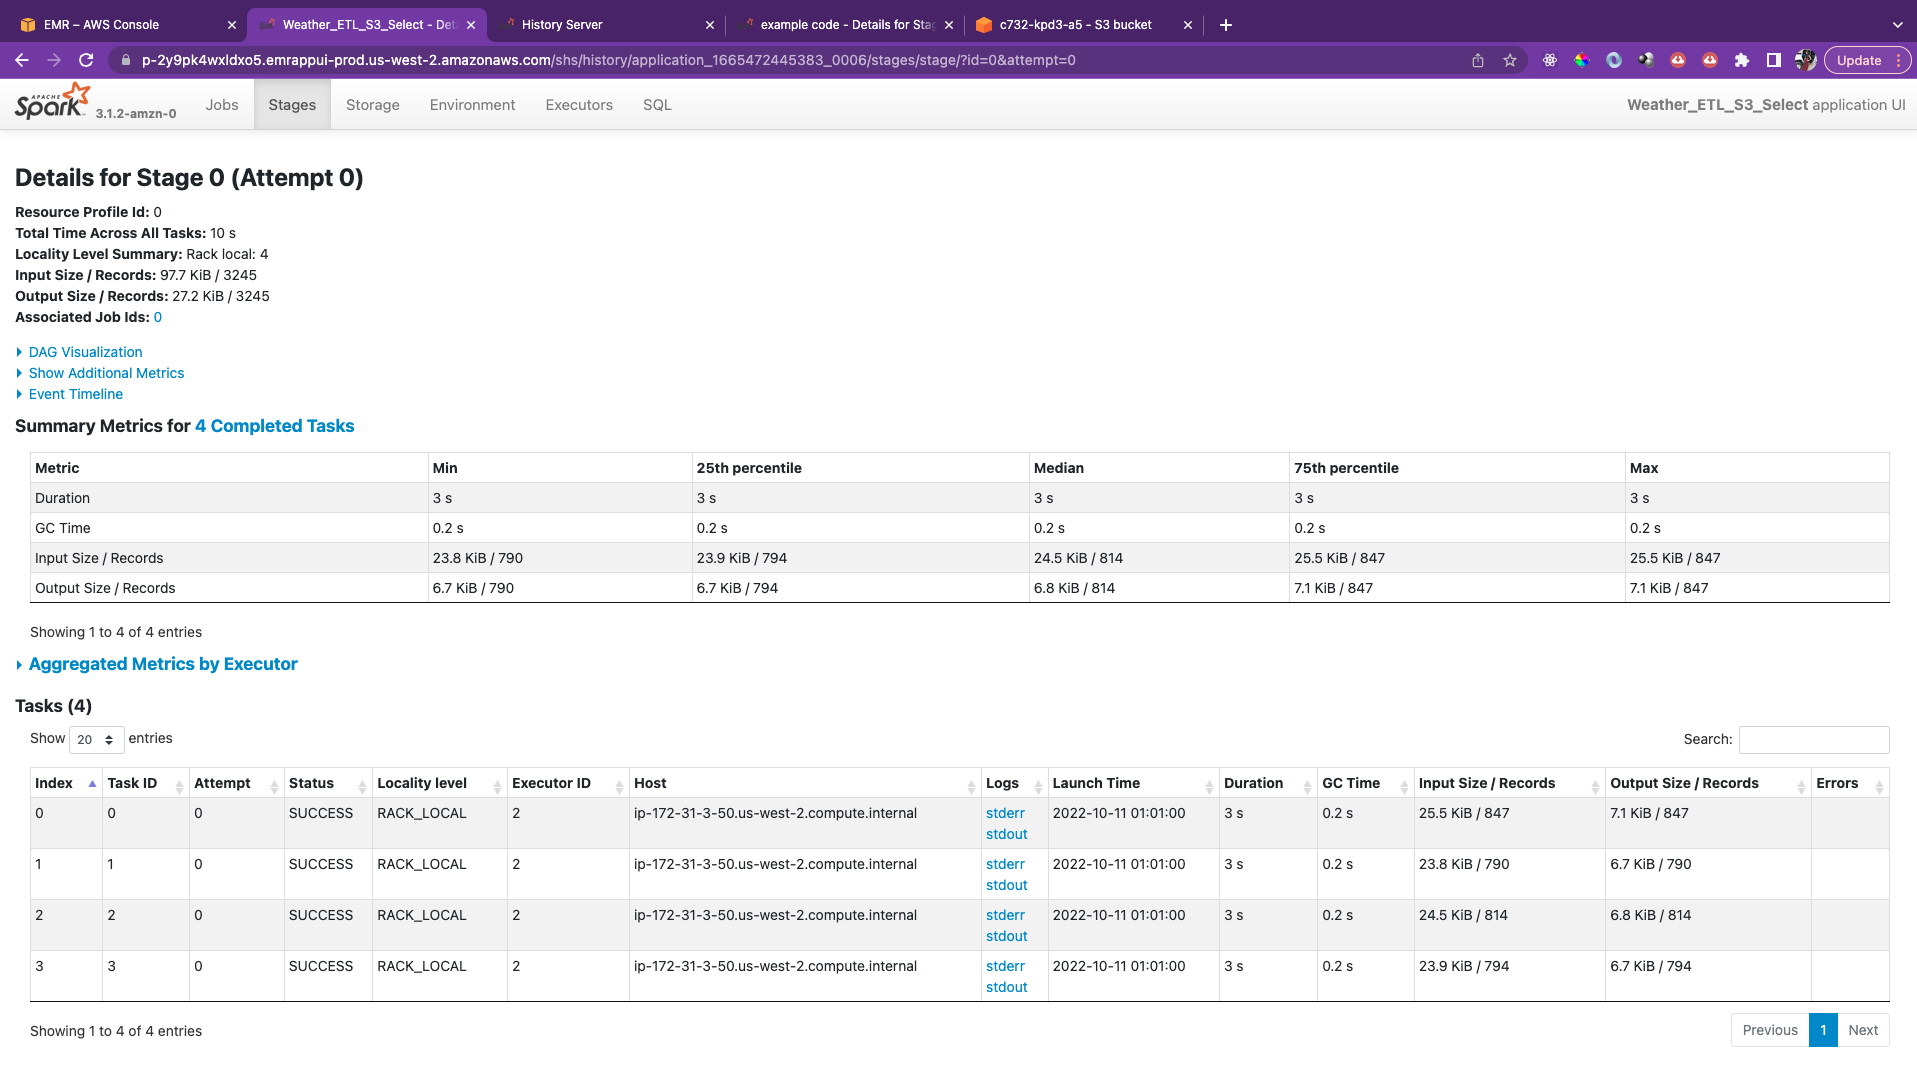 EMR – AWS Console
Weather_ETL_S3_Select - Det
History Server
example code - Details for Stag
c732-kpd3-a5 - S3 bucket
p-2y9pk4wxldxo5.emrappui-prod.us-west-2.amazonaws.com/shs/history/application_1665472445383_0006/stages/stage/?id=0&attempt=0
Update
APACHE Spark 3.1.2-amzn-0 Jobs Stages Storage Environment Executors SQL Weather_ETL_S3_Select application UI
Details for Stage 0 (Attempt 0)
Resource Profile Id: 0
Total Time Across All Tasks: 10 s
Locality Level Summary: Rack local: 4
Input Size / Records: 97.7 KiB / 3245
Output Size / Records: 27.2 KiB / 3245
Associated Job Ids: 0
DAG Visualization
Show Additional Metrics
Event Timeline
Summary Metrics for 4 Completed Tasks
Metric Min 25th percentile Median 75th percentile Max
Duration 3 s 3 s 3 s 3 s 3 s
GC Time 0.2 s 0.2 s 0.2 s 0.2 s 0.2 s
Input Size / Records 23.8 KiB / 790 23.9 KiB / 794 24.5 KiB / 814 25.5 KiB / 847 25.5 KiB / 847
Output Size / Records 6.7 KiB / 790 6.7 KiB / 794 6.8 KiB / 814 7.1 KiB / 847 7.1 KiB / 847
Showing 1 to 4 of 4 entries
Aggregated Metrics by Executor
Tasks (4)
Show 20 entries Search:
Index Task ID Attempt Status Locality level Executor ID Host Logs Launch Time Duration GC Time Input Size / Records Output Size / Records Errors
0 0 0 SUCCESS RACK_LOCAL 2 ip-172-31-3-50.us-west-2.compute.internal stderr 2022-10-11 01:01:00 3 s 0.2 s 25.5 KiB / 847 7.1 KiB / 847
stdout
1 1 0 SUCCESS RACK_LOCAL 2 ip-172-31-3-50.us-west-2.compute.internal stderr 2022-10-11 01:01:00 3 s 0.2 s 23.8 KiB / 790 6.7 KiB / 790
stdout
2 2 0 SUCCESS RACK_LOCAL 2 ip-172-31-3-50.us-west-2.compute.internal stderr 2022-10-11 01:01:00 3 s 0.2 s 24.5 KiB / 814 6.8 KiB / 814
stdout
3 3 0 SUCCESS RACK_LOCAL 2 ip-172-31-3-50.us-west-2.compute.internal stderr 2022-10-11 01:01:00 3 s 0.2 s 23.9 KiB / 794 6.7 KiB / 794
stdout
Showing 1 to 4 of 4 entries Previous 1 Next